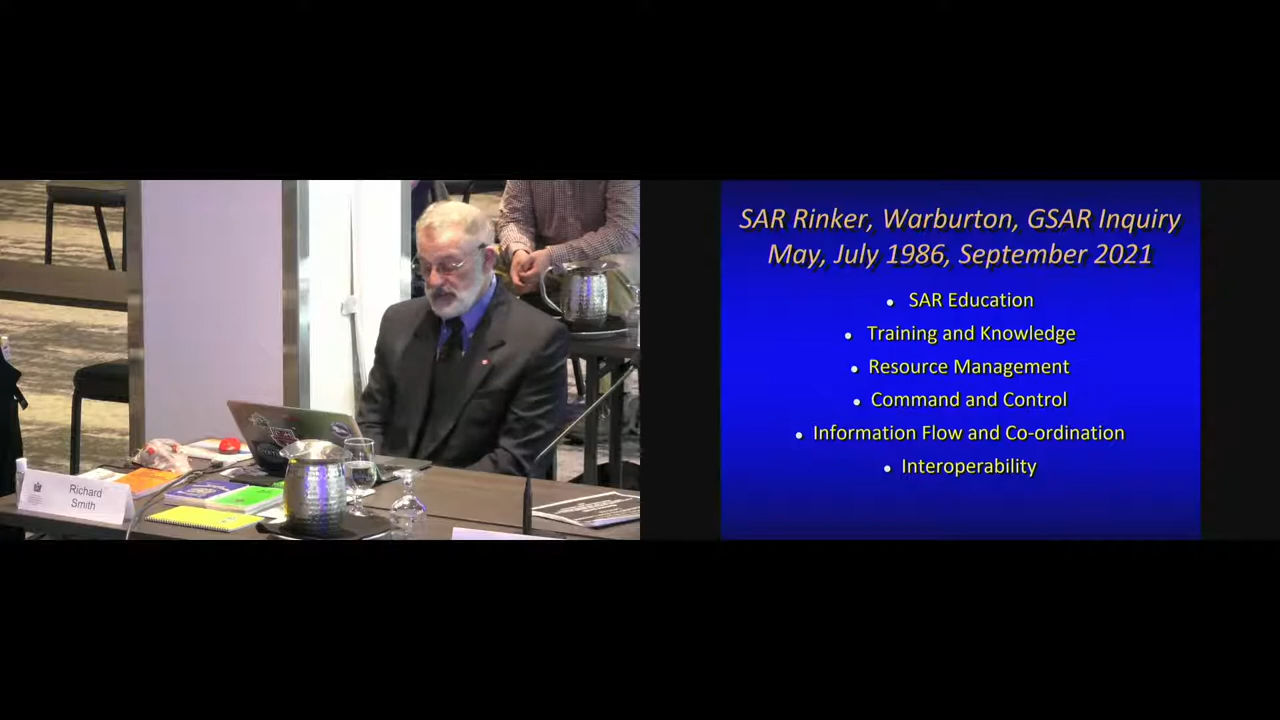 Richard
Smith
SAR Rinker, Warburton, GSAR Inquiry
May, July 1986, September 2021
• SAR Education
• Training and Knowledge
• Resource Management
• Command and Control
• Information Flow and Co-ordination
• Interoperability